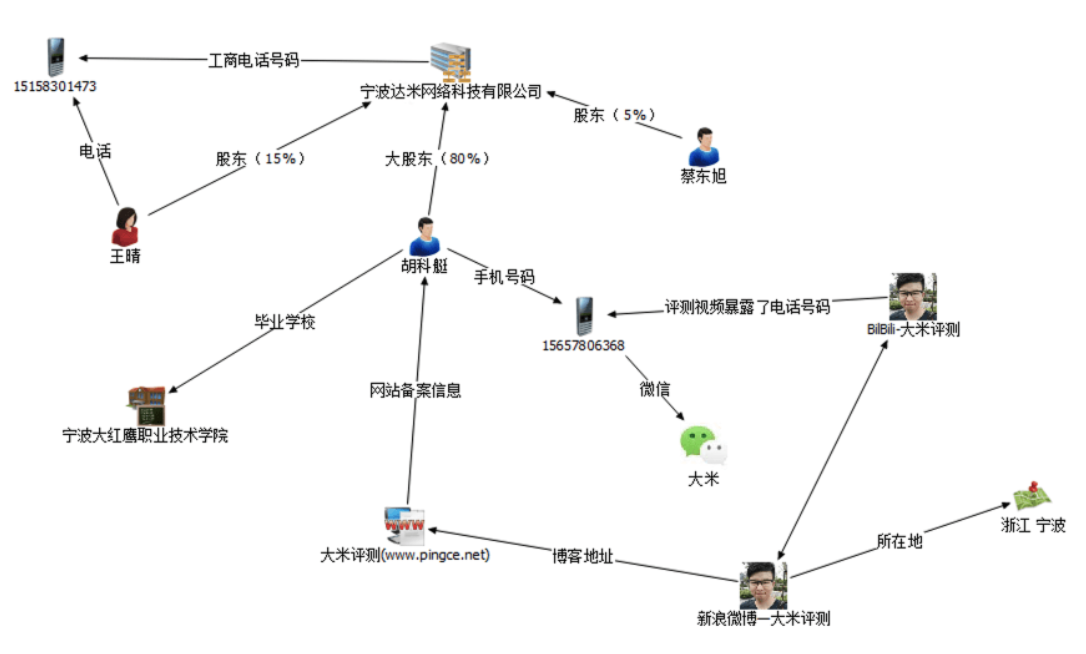 工商电话号码
15158301473
宁波达米网络科技有限公司
股东（5%）
电话
股东（15%）
大股东（80%）
蔡东旭
王晴
胡科艇
手机号码
评测视频暴露了电话号码
毕业学校
15657806368
BilBili-大米评测
网站备案信息
微信
宁波大红鹰职业技术学院
大米
浙江 宁波
所在地
大米评测(www.pingce.net)
博客地址
新浪微博—大米评测